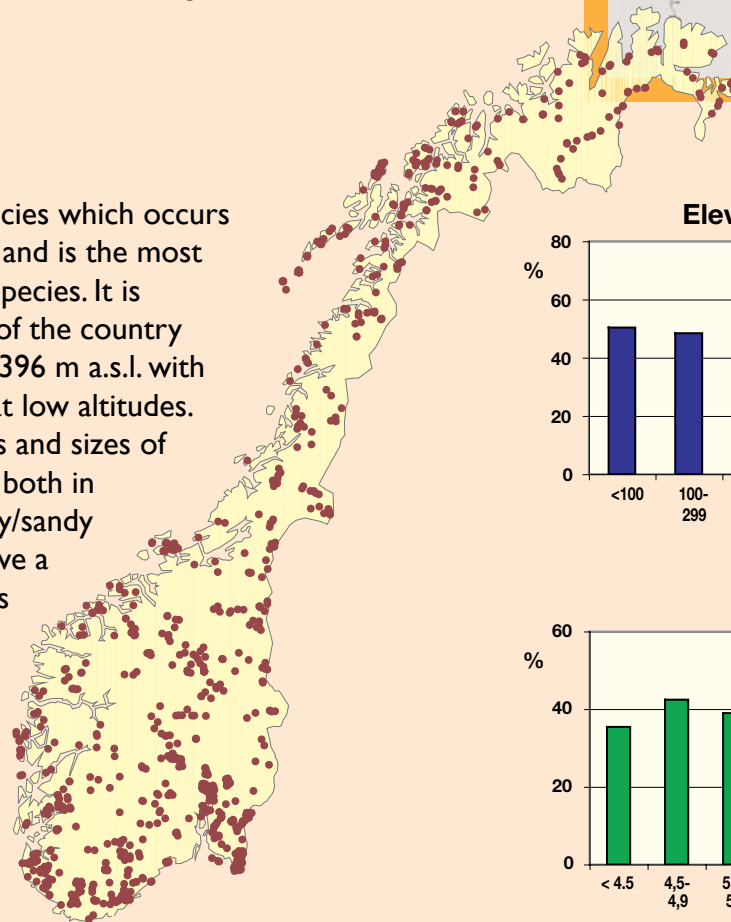 cies which occurs
and is the most
pecies. It is
of the country
396 m a.s.l. with
at low altitudes.
s and sizes of
both in
y/sandy
ve a
s
Elev
%
80
60
40
20
0
<100
100-
299
%
60
40
20
0
< 4.5
4,5-
4,9
5
5